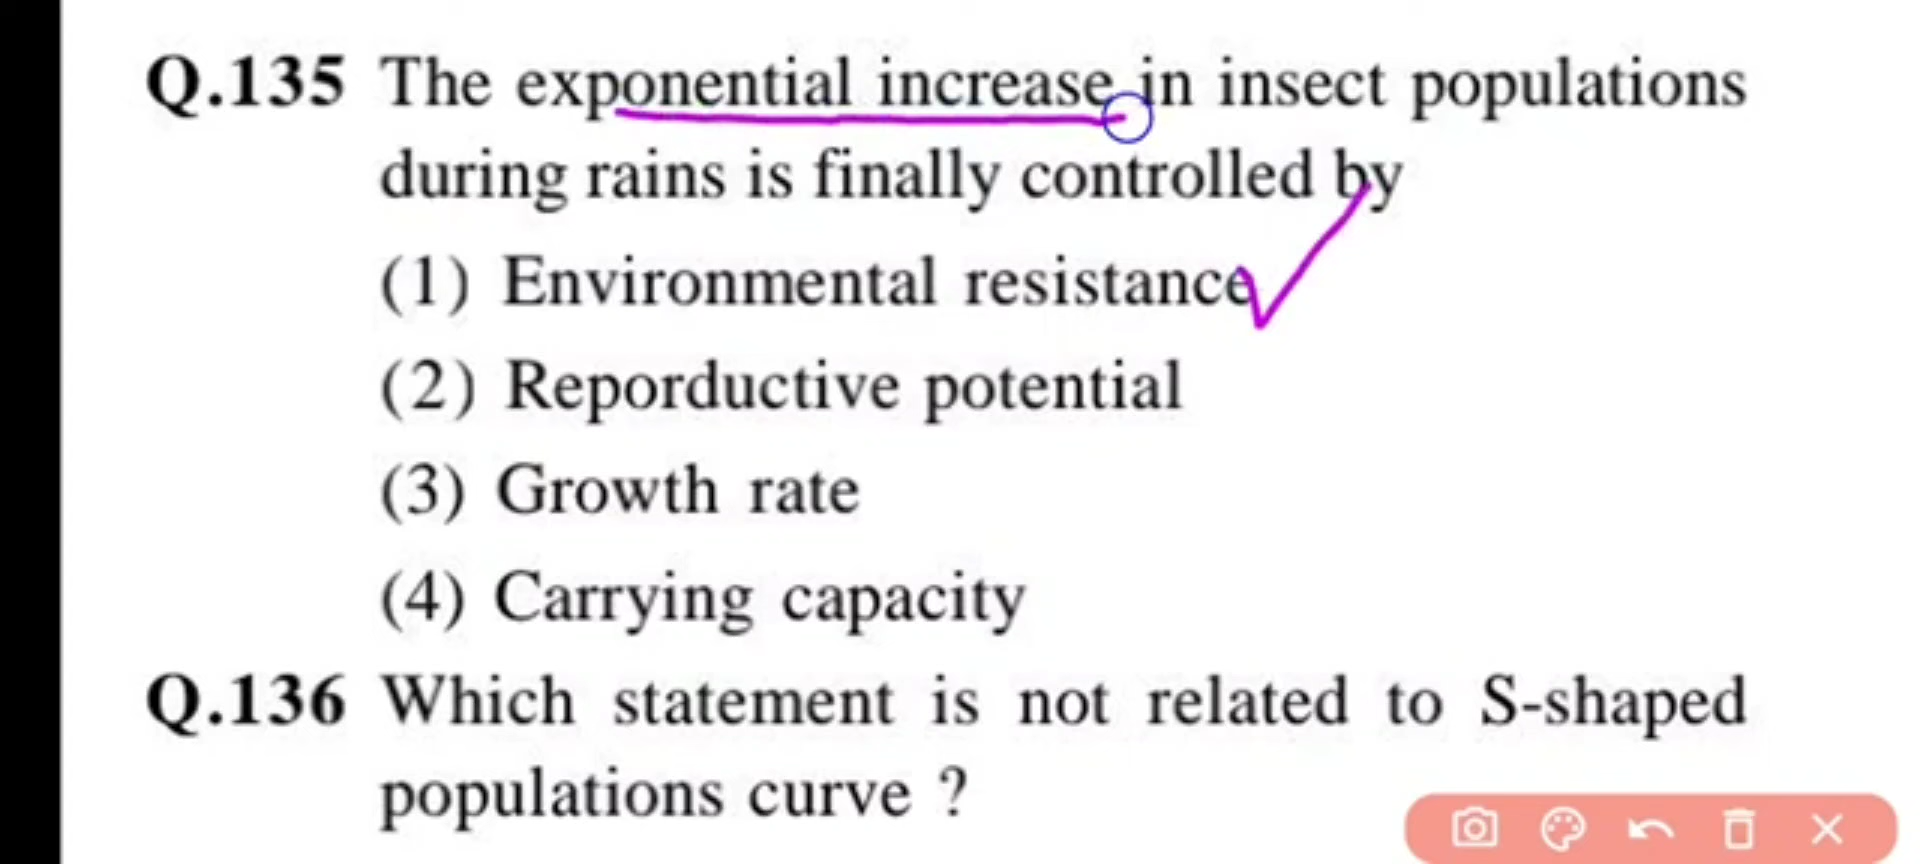 Q.135 The exponential increase in insect populations
during rains is finally controlled by
(1) Environmental resistance
(2) Reporductive potential
(3) Growth rate
(4) Carrying capacity
Q.136 Which statement is not related to S-shaped
populations curve ?